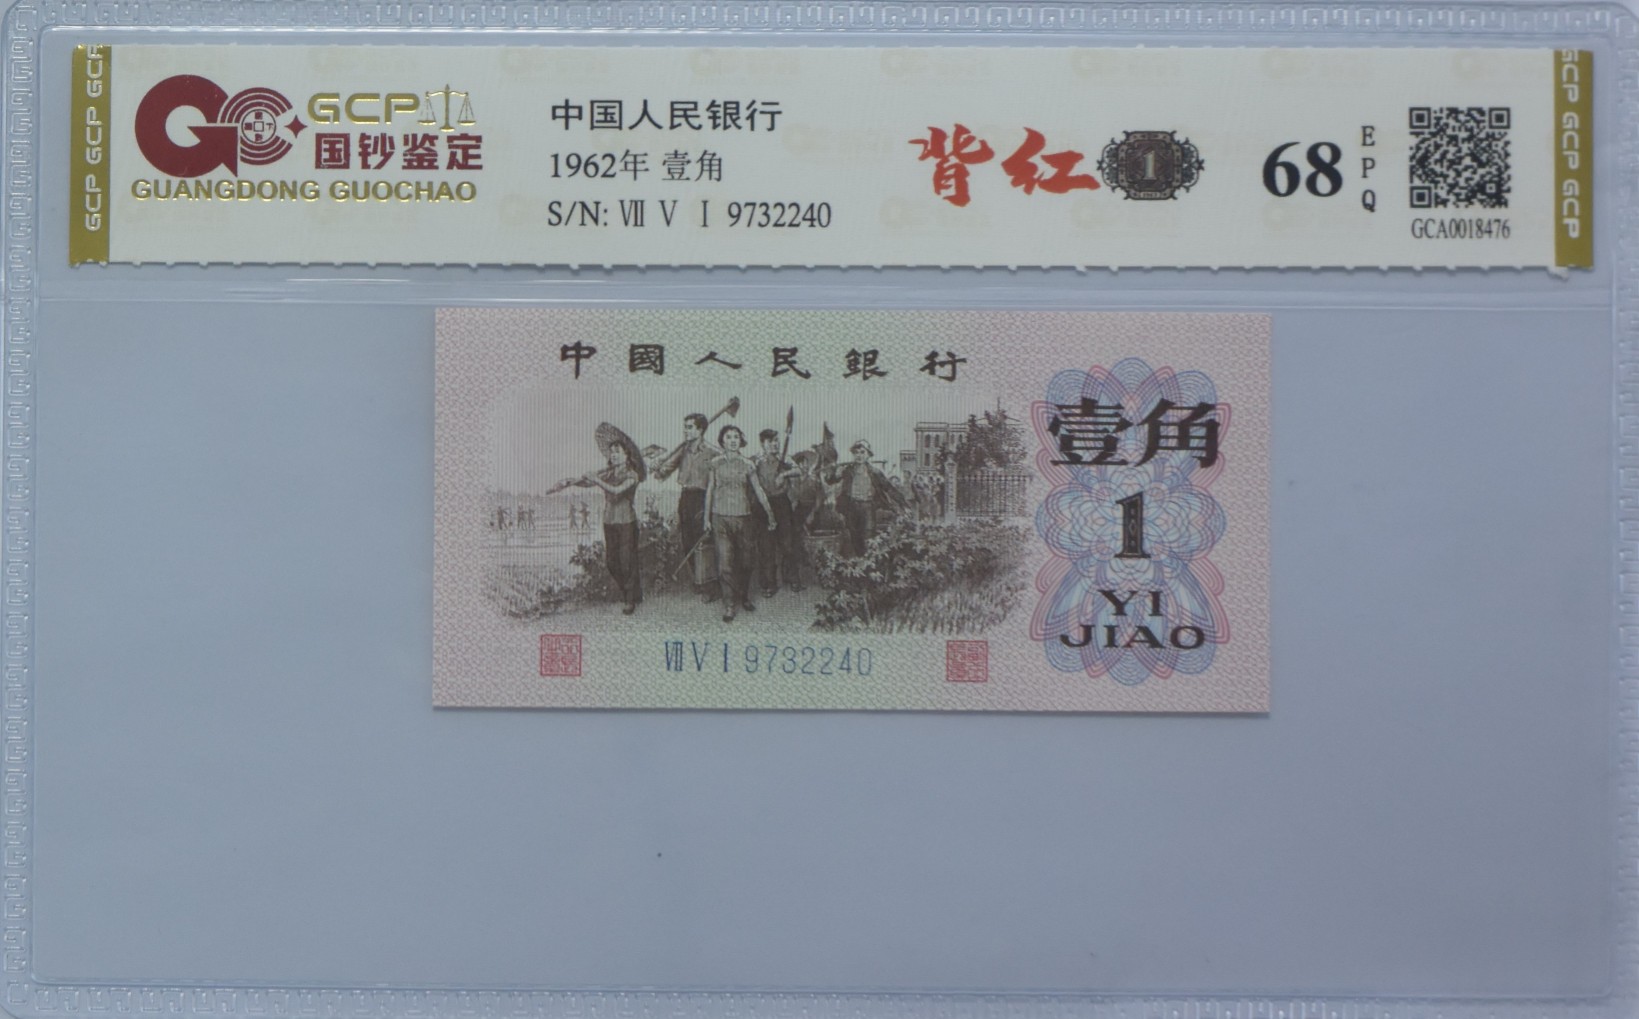 GCP GCP GCP
GCP
国钞鉴定
GUANGDONG GUOCHAO
中国人民银行
1962年 壹角
S/N: Ⅶ Ⅴ Ⅰ 9732240
背红
1
68
EPQ
GCA0018476
GCP GCP GCP
中國人民銀行
壹角
1
YI
JIAO
Ⅶ Ⅴ Ⅰ 9732240